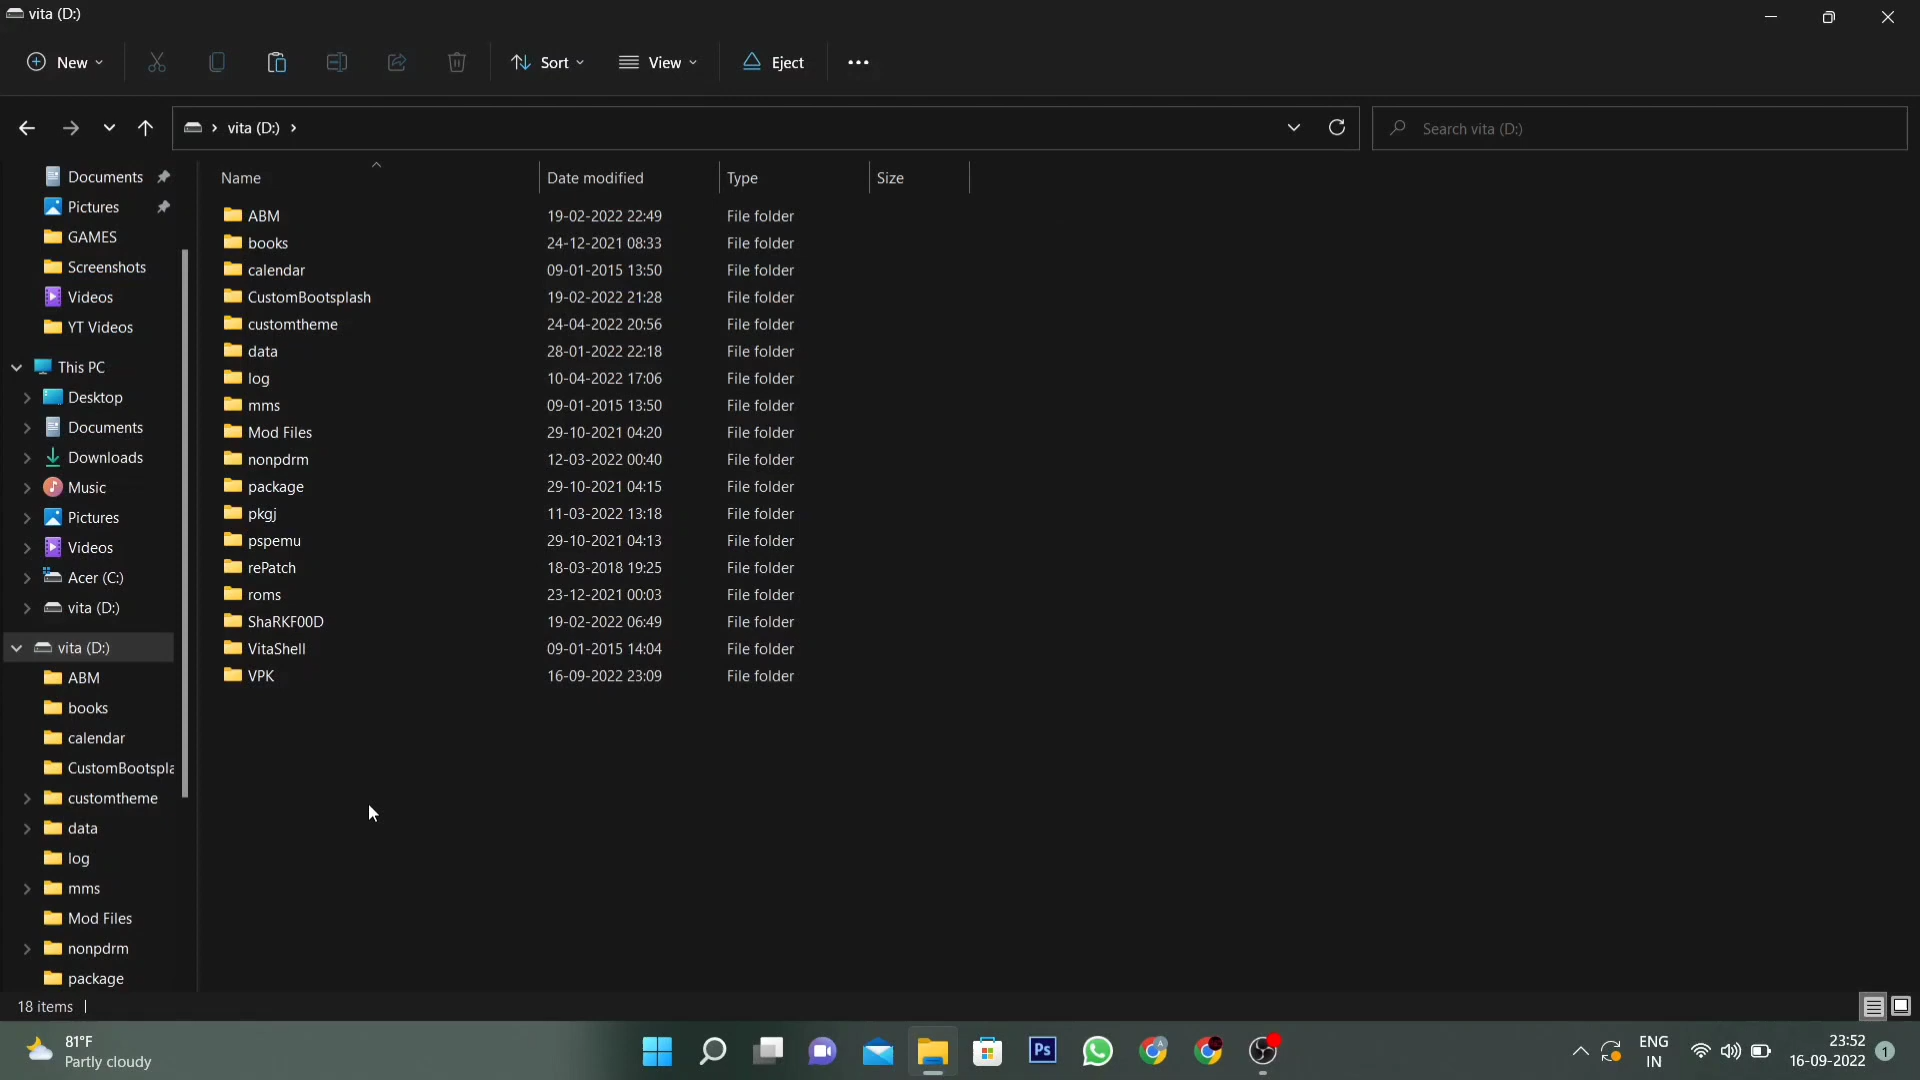 vita (D:)
New
Sort
View
Eject
vita (D:)
Search vita (D:)
Documents
Pictures
GAMES
Screenshots
Videos
YT Videos
This PC
Desktop
Documents
Downloads
Music
Pictures
Videos
Acer (C:)
vita (D:)
vita (D:)
ABM
books
calendar
CustomBootspla
customtheme
data
log
mms
Mod Files
nonpdrm
package
Name Date modified Type Size
ABM 19-02-2022 22:49 File folder
books 24-12-2021 08:33 File folder
calendar 09-01-2015 13:50 File folder
CustomBootsplash 19-02-2022 21:28 File folder
customtheme 24-04-2022 20:56 File folder
data 28-01-2022 22:18 File folder
log 10-04-2022 17:06 File folder
mms 09-01-2015 13:50 File folder
Mod Files 29-10-2021 04:20 File folder
nonpdrm 12-03-2022 00:40 File folder
package 29-10-2021 04:15 File folder
pkgj 11-03-2022 13:18 File folder
pspemu 29-10-2021 04:13 File folder
rePatch 18-03-2018 19:25 File folder
roms 23-12-2021 00:03 File folder
ShaRKF00D 19-02-2022 06:49 File folder
VitaShell 09-01-2015 14:04 File folder
VPK 16-09-2022 23:09 File folder
18 items
81°F
Partly cloudy
Ps
ENG
IN
23:52
16-09-2022
1